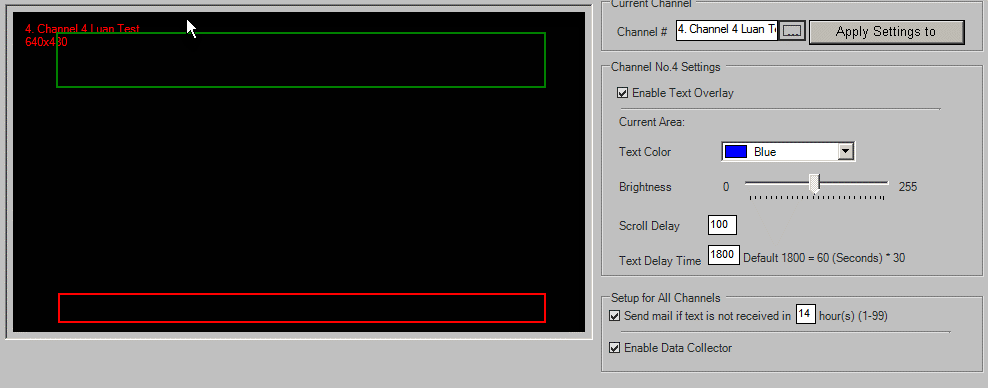 4. Channel 4 Luan Test
640x480
Current Channel
Channel # 4. Channel 4 Luan Te ... Apply Settings to
Channel No.4 Settings
Enable Text Overlay
Current Area:
Text Color Blue
Brightness 0 255
Scroll Delay 100
Text Delay Time 1800 Default 1800 = 60 (Seconds) * 30
Setup for All Channels
Send mail if text is not received in 14 hour(s) (1-99)
Enable Data Collector